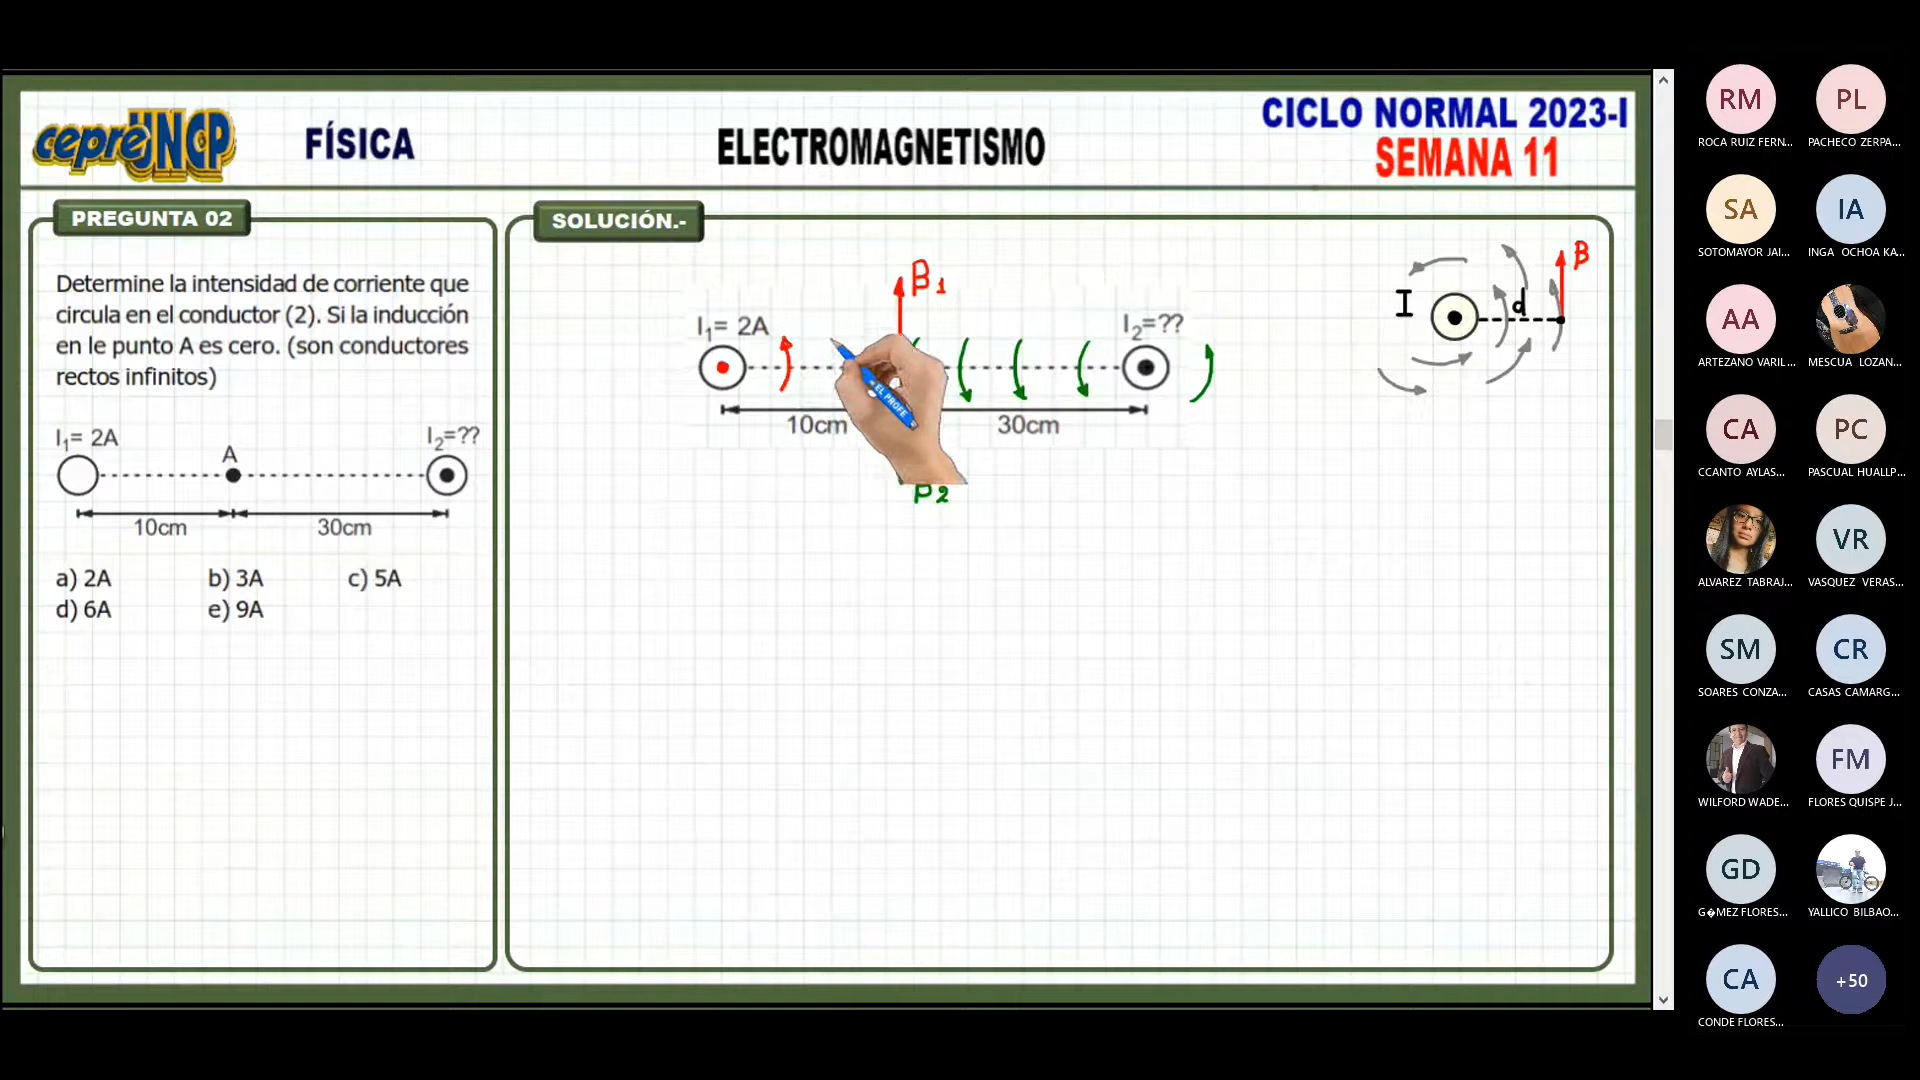 cepreUNCP
FÍSICA
ELECTROMAGNETISMO
CICLO NORMAL 2023-I
SEMANA 11
PREGUNTA 02
Determine la intensidad de corriente que
circula en el conductor (2). Si la inducción
en le punto A es cero. (son conductores
rectos infinitos)
I₁= 2A
A
I₂=??
10cm
30cm
a) 2A b) 3A c) 5A
d) 6A e) 9A
SOLUCIÓN.-
B₁
I₁= 2A
I₂=??
EL PROFE
10cm
30cm
B₂
I
d
B
RM
ROCA RUIZ FERN...
PL
PACHECO ZERPA...
SA
SOTOMAYOR JAI...
IA
INGA OCHOA KA...
AA
ARTEZANO VARIL...
MESCUA LOZAN...
CA
CCANTO AYLAS...
PC
PASCUAL HUALLP...
ALVAREZ TABRAJ...
VR
VASQUEZ VERAS...
SM
SOARES CONZA...
CR
CASAS CAMARG...
WILFORD WADE...
FM
FLORES QUISPE J...
GD
G�MEZ FLORES...
YALLICO BILBAO...
CA
CONDE FLORES...
+50